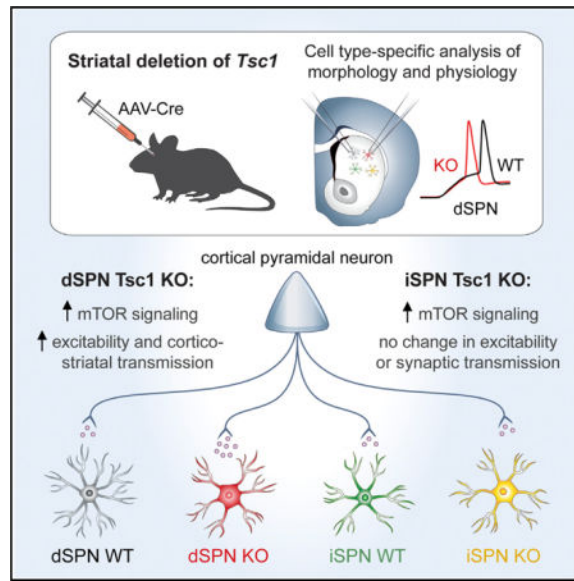 Striatal deletion of Tsc1
AAV-Cre
Cell type-specific analysis of
morphology and physiology
KO
WT
dSPN
cortical pyramidal neuron
dSPN Tsc1 KO:
mTOR signaling
excitability and cortico-
striatal transmission
iSPN Tsc1 KO:
mTOR signaling
no change in excitability
or synaptic transmission
dSPN WT
dSPN KO
iSPN WT
iSPN KO